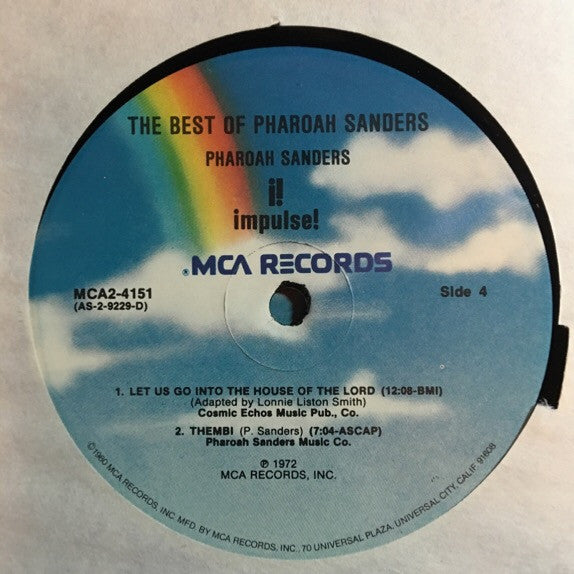 THE BEST OF PHAROAH SANDERS
PHAROAH SANDERS
i!
impulse!
® MCA RECORDS
MCA2-4151
(AS-2-9229-D)
Side 4
1. LET US GO INTO THE HOUSE OF THE LORD (12:08-BMI)
(Adapted by Lonnie Liston Smith)
Cosmic Echos Music Pub., Co.
2. THEMBI (P. Sanders) (7:04-ASCAP)
Pharoah Sanders Music Co.
℗ 1972
MCA RECORDS, INC.
©1980 MCA RECORDS, INC. MFD. BY MCA RECORDS, INC., 70 UNIVERSAL PLAZA, UNIVERSAL CITY, CALIF. 91608